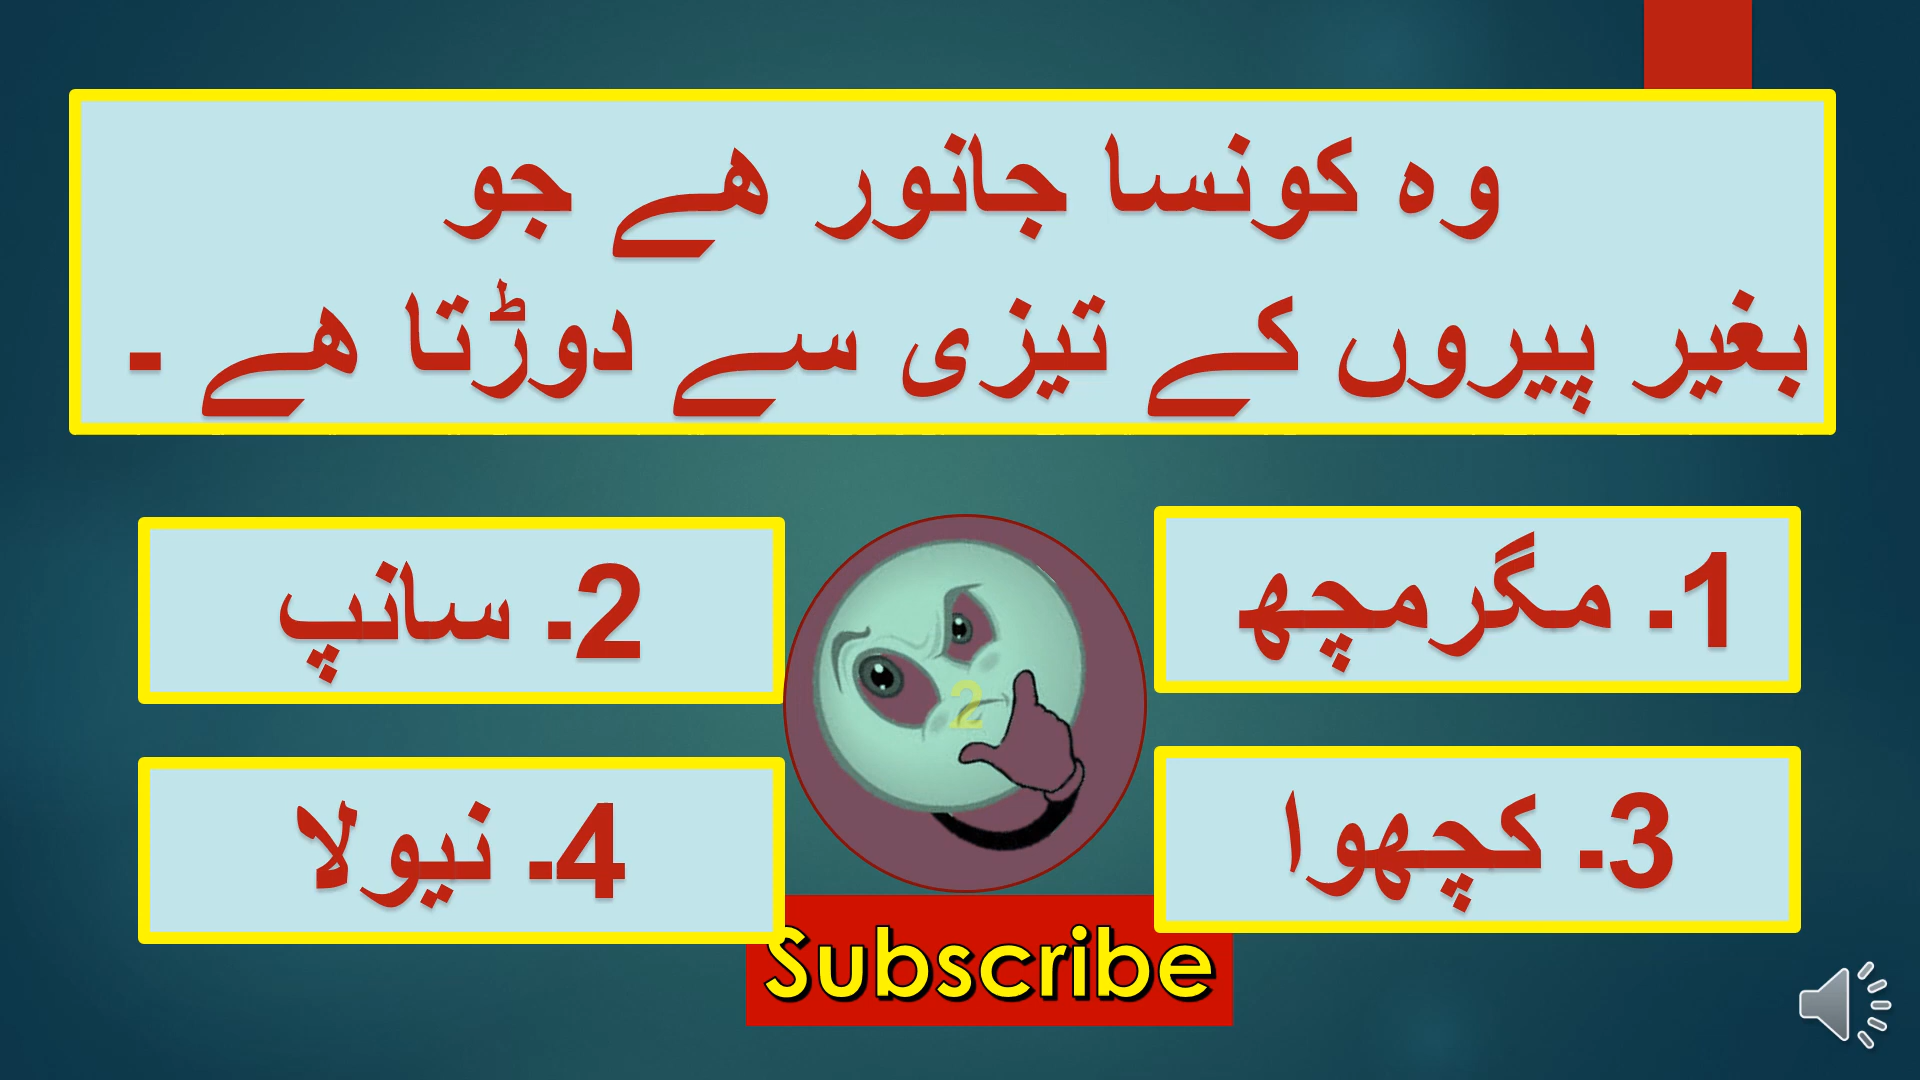 وہ کونسا جانور ھے جو
بغیر پیروں کے تیزی سے دوڑتا ھے ۔
1۔ مگرمچھ
2۔ سانپ
3۔ کچھوا
4۔ نیولا
2
Subscribe